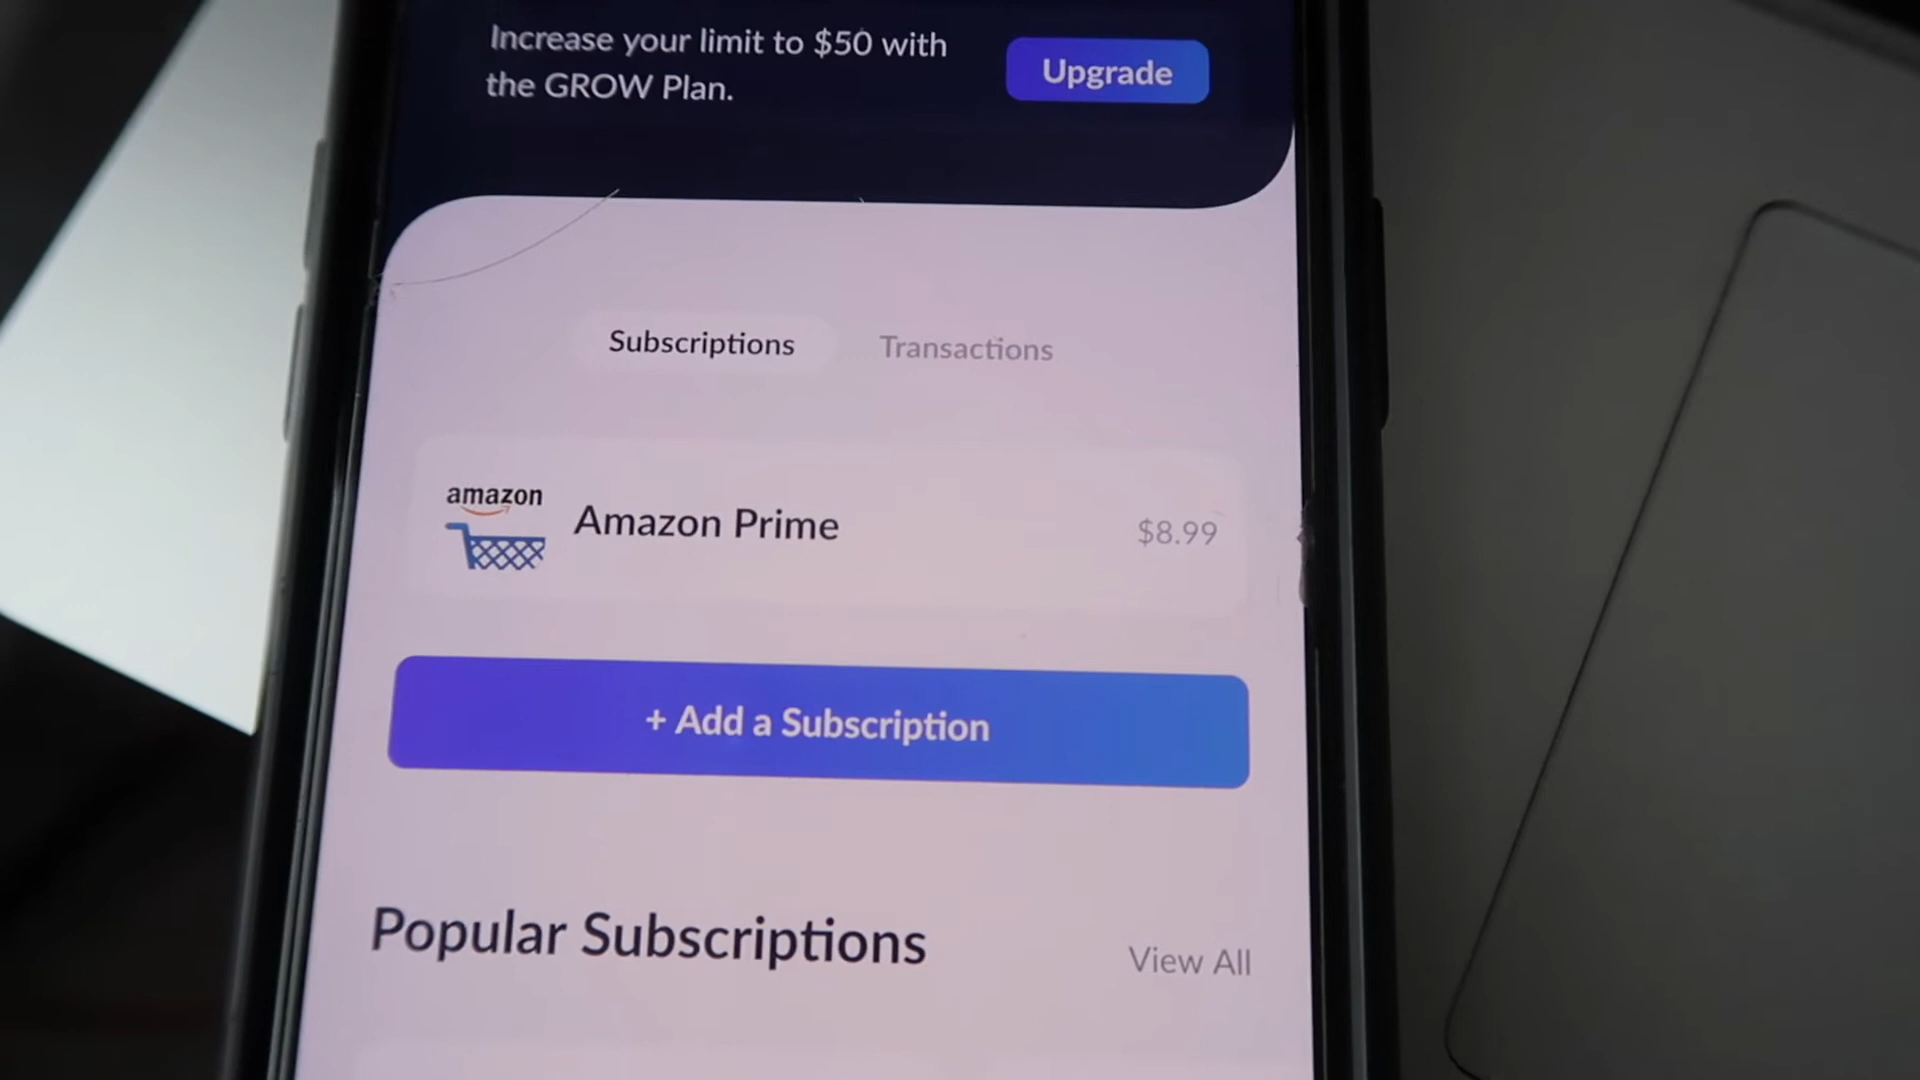 Increase your limit to $50 with
the GROW Plan.
Upgrade
Subscriptions
Transactions
amazon
Amazon Prime
$8.99
+ Add a Subscription
Popular Subscriptions
View All